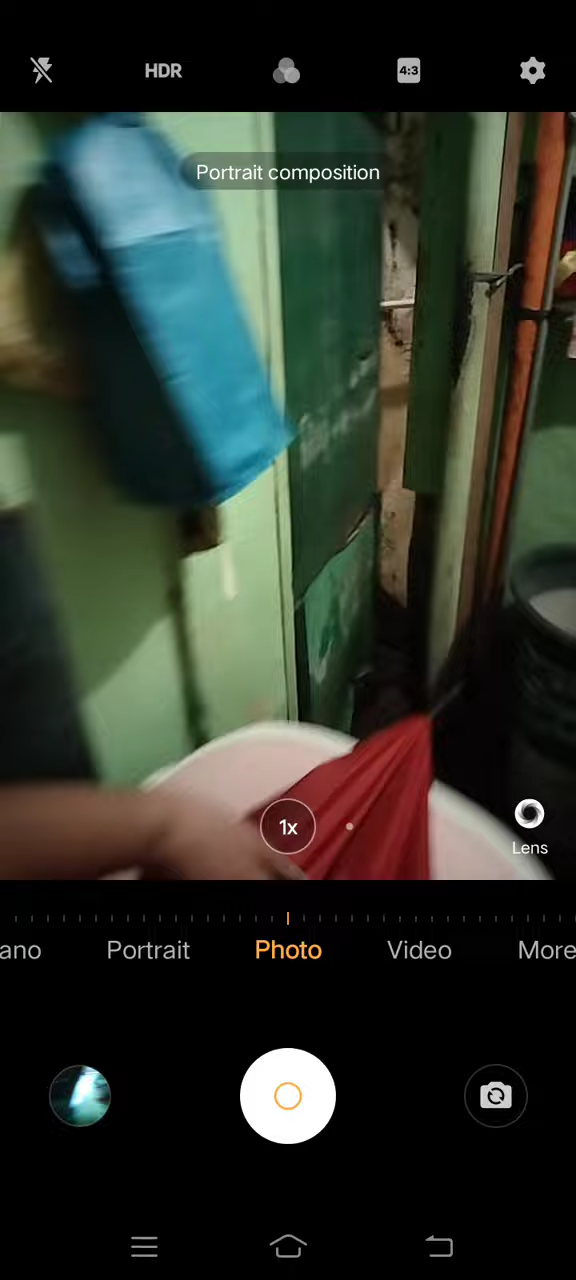 HDR
4:3
Portrait composition
1x
Lens
ano
Portrait
Photo
Video
More